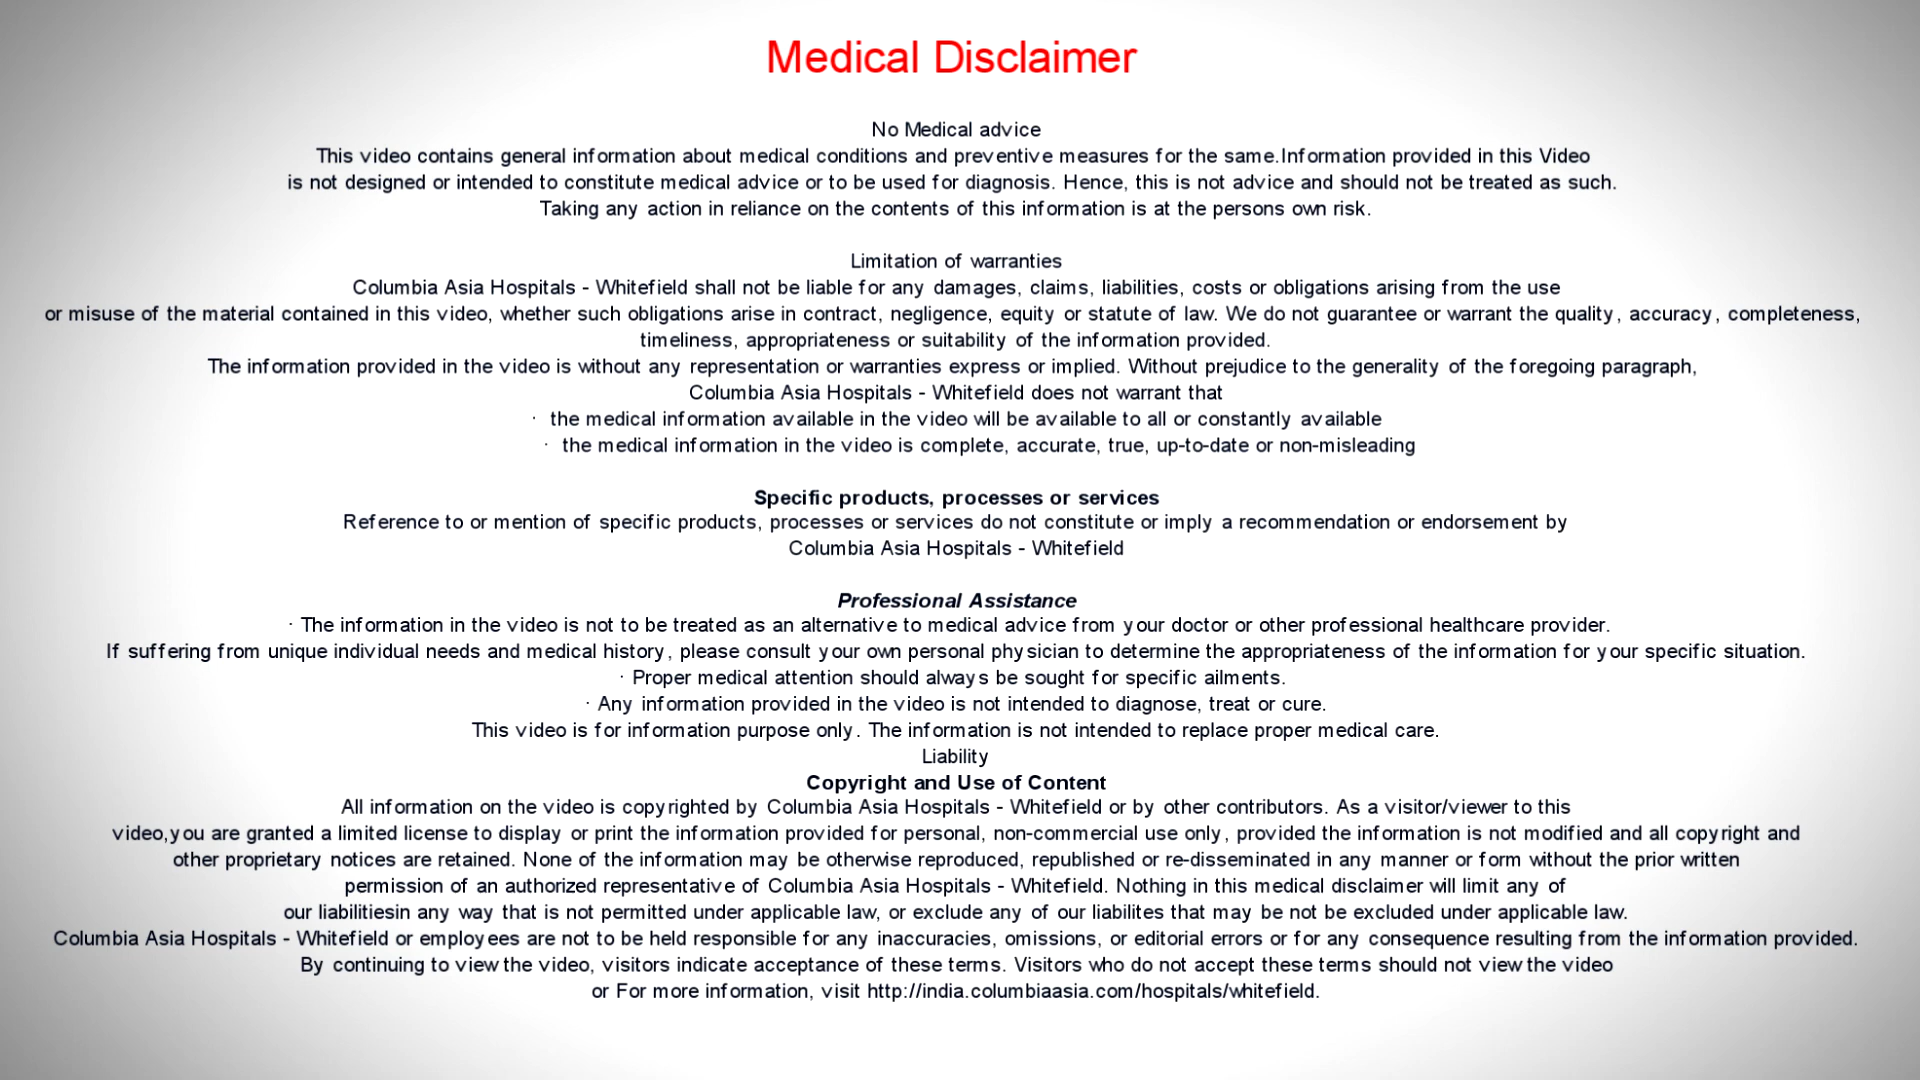 Medical Disclaimer
No Medical advice
This video contains general information about medical conditions and preventive measures for the same.Information provided in this Video
is not designed or intended to constitute medical advice or to be used for diagnosis. Hence, this is not advice and should not be treated as such.
Taking any action in reliance on the contents of this information is at the persons own risk.
Limitation of warranties
Columbia Asia Hospitals - Whitefield shall not be liable for any damages, claims, liabilities, costs or obligations arising from the use
or misuse of the material contained in this video, whether such obligations arise in contract, negligence, equity or statute of law. We do not guarantee or warrant the quality, accuracy, completeness,
timeliness, appropriateness or suitability of the information provided.
The information provided in the video is without any representation or warranties express or implied. Without prejudice to the generality of the foregoing paragraph,
Columbia Asia Hospitals - Whitefield does not warrant that
· the medical information available in the video will be available to all or constantly available
· the medical information in the video is complete, accurate, true, up-to-date or non-misleading
Specific products, processes or services
Reference to or mention of specific products, processes or services do not constitute or imply a recommendation or endorsement by
Columbia Asia Hospitals - Whitefield
Professional Assistance
· The information in the video is not to be treated as an alternative to medical advice from your doctor or other professional healthcare provider.
If suffering from unique individual needs and medical history, please consult your own personal physician to determine the appropriateness of the information for your specific situation.
· Proper medical attention should always be sought for specific ailments.
· Any information provided in the video is not intended to diagnose, treat or cure.
This video is for information purpose only. The information is not intended to replace proper medical care.
Liability
Copyright and Use of Content
All information on the video is copyrighted by Columbia Asia Hospitals - Whitefield or by other contributors. As a visitor/viewer to this
video,you are granted a limited license to display or print the information provided for personal, non-commercial use only, provided the information is not modified and all copyright and
other proprietary notices are retained. None of the information may be otherwise reproduced, republished or re-disseminated in any manner or form without the prior written
permission of an authorized representative of Columbia Asia Hospitals - Whitefield. Nothing in this medical disclaimer will limit any of
our liabilitiesin any way that is not permitted under applicable law, or exclude any of our liabilites that may be not be excluded under applicable law.
Columbia Asia Hospitals - Whitefield or employees are not to be held responsible for any inaccuracies, omissions, or editorial errors or for any consequence resulting from the information provided.
By continuing to view the video, visitors indicate acceptance of these terms. Visitors who do not accept these terms should not view the video
or For more information, visit http://india.columbiaasia.com/hospitals/whitefield.